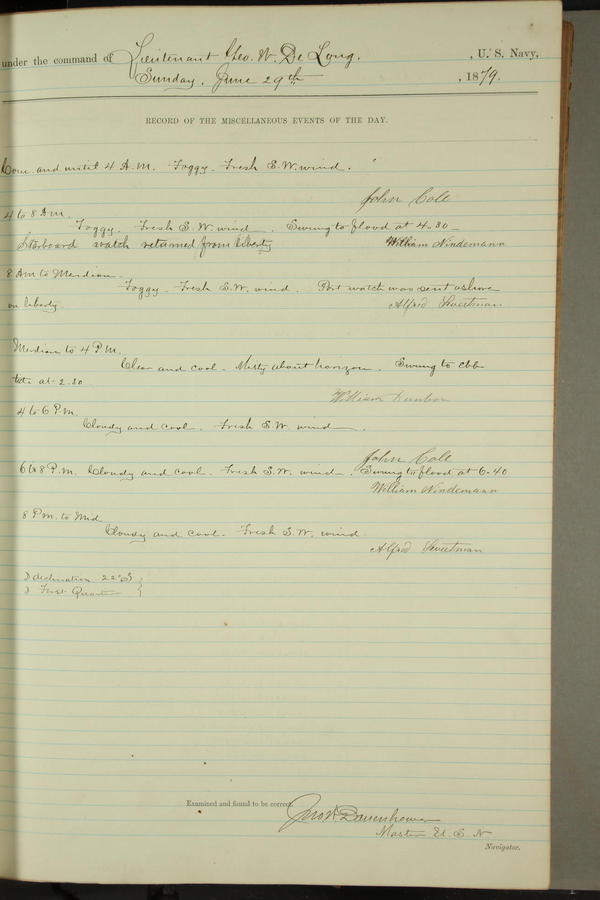 under the command of Lieutenant Geo. W. De Long. , U. S. Navy,
Sunday, June 29th , 1879.
RECORD OF THE MISCELLANEOUS EVENTS OF THE DAY.
Com. and until 4 A.M. Foggy. Fresh S.W. wind.
John Cole
4 to 8 A.M.
Foggy. Fresh S.W. wind. Swung to flood at 4.30 –
Starboard watch returned from liberty
William Nindemann
8 AM to Meridian.
Foggy. Fresh S.W. wind. Port watch was sent ashore
on liberty.
Alfred Sweetman
Meridian to 4 P.M.
Clear and cool. Misty about horizon. Swung to ebb
at 2.30
William Dunbar
4 to 6 P.M.
Cloudy and cool. Fresh S.W. wind.
John Cole
6 to 8 P.M. Cloudy and cool. Fresh S.W. wind. Swung to flood at 6.40
William Nindemann
8 P.M. to Mid
Cloudy and cool. Fresh S.W. wind
Alfred Sweetman
☽ declination 22°S
☽ First Quarter
Examined and found to be correct.
Jno W Danenhower
Master U.S.N
Navigator.